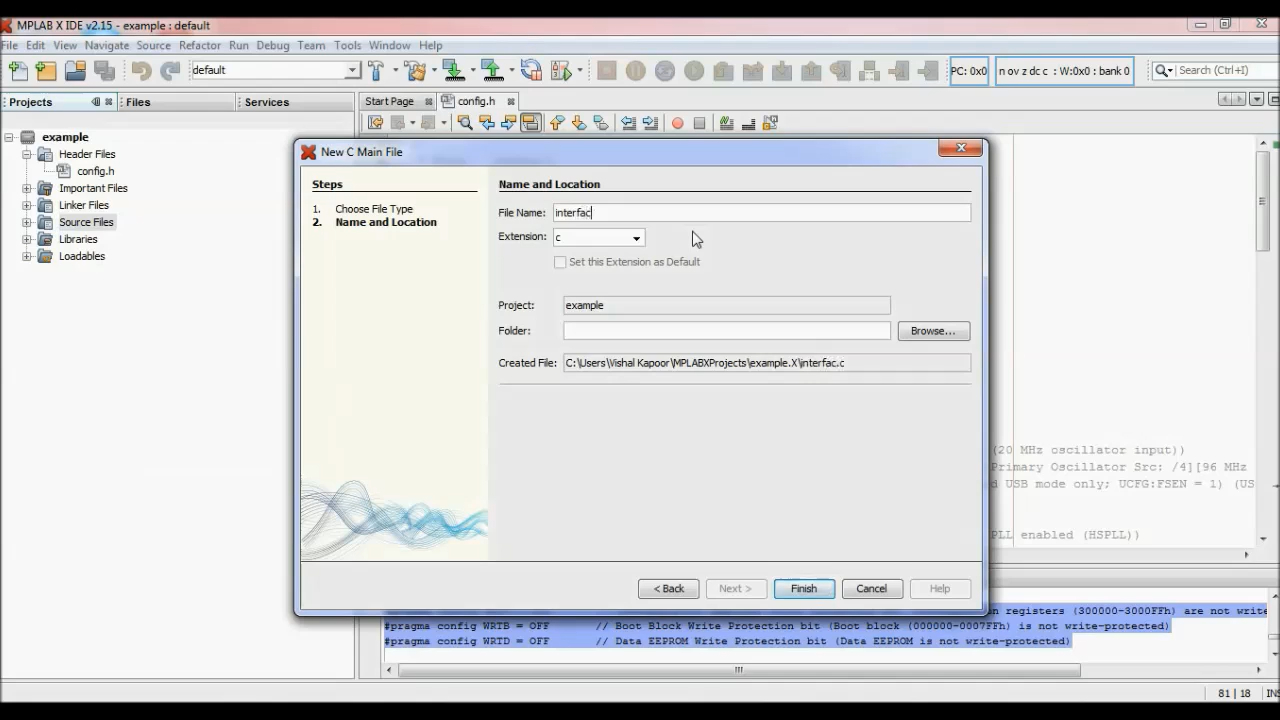 MPLAB X IDE v2.15 - example : default
File Edit View Navigate Source Refactor Run Debug Team Tools Window Help
default
PC: 0x0
n ov z dc c : W:0x0 : bank 0
Search (Ctrl+I)
Projects
Files
Services
Start Page
config.h
example
Header Files
config.h
Important Files
Linker Files
Source Files
Libraries
Loadables
New C Main File
Steps
1. Choose File Type
2. Name and Location
Name and Location
File Name: interfac
Extension: c
Set this Extension as Default
Project: example
Folder:
Browse...
Created File: C:\Users\Vishal Kapoor\MPLABXProjects\example.X\interfac.c
< Back
Next >
Finish
Cancel
Help
(20 MHz oscillator input))
Primary Oscillator Src: /4][96 MHz
USB mode only; UCFG:FSEN = 1) (US
enabled (HSPLL))
registers (300000-3000FFh) are not write
#pragma config WRTB = OFF // Boot Block Write Protection bit (Boot block (000000-0007FFh) is not write-protected)
#pragma config WRTD = OFF // Data EEPROM Write Protection bit (Data EEPROM is not write-protected)
81 | 18
INS